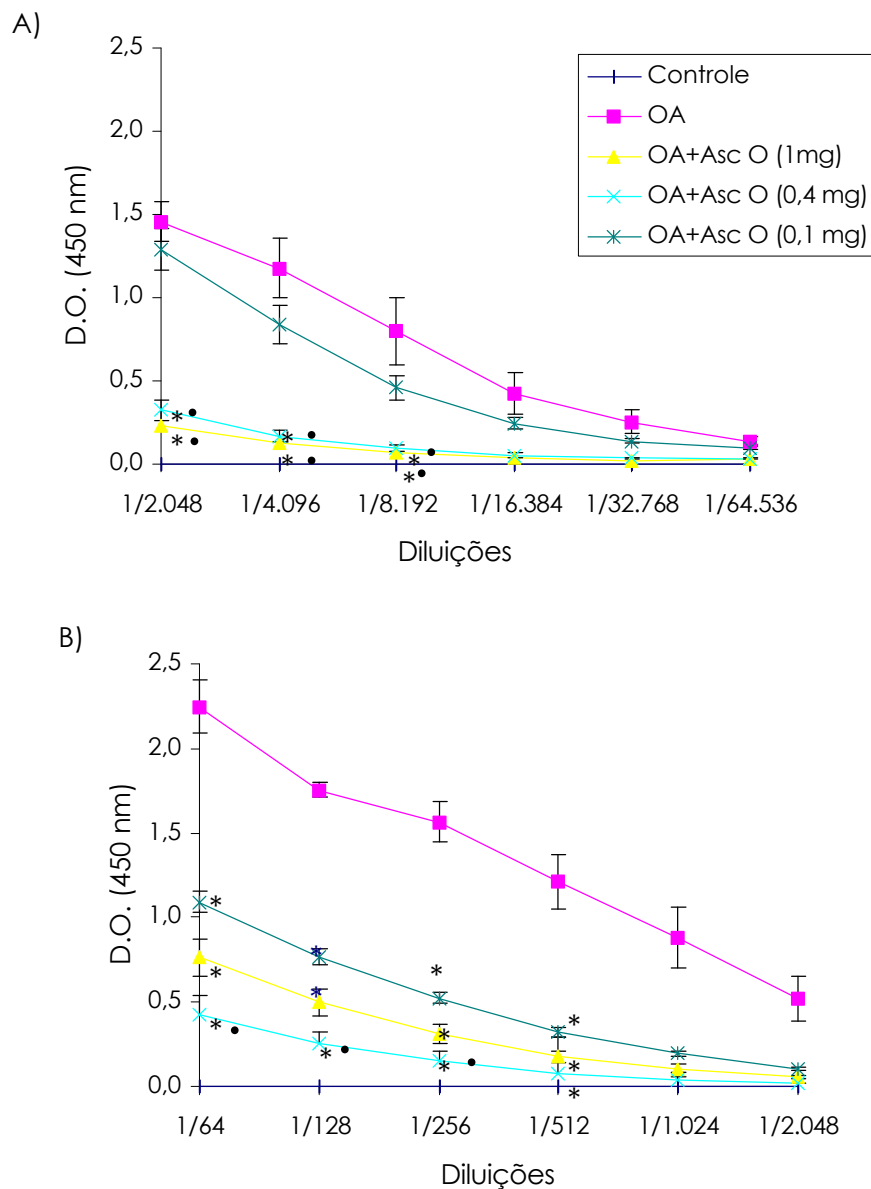 A)
2,5
2,0
1,5
1,0
0,5
0,0
D.O. (450 nm)
Controle
OA
OA+Asc O (1mg)
OA+Asc O (0,4 mg)
OA+Asc O (0,1 mg)
1/2.048 1/4.096 1/8.192 1/16.384 1/32.768 1/64.536
Diluições
B)
2,5
2,0
1,5
1,0
0,5
0,0
D.O. (450 nm)
1/64 1/128 1/256 1/512 1/1.024 1/2.048
Diluições